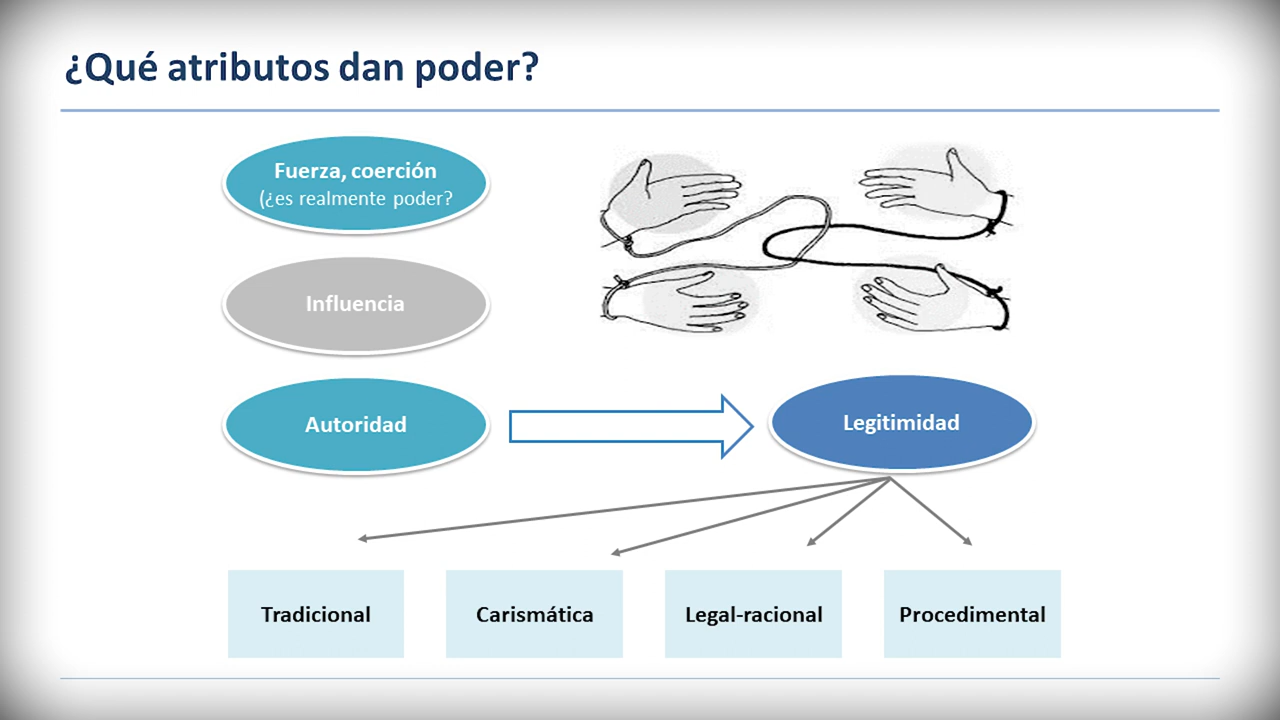 ¿Qué atributos dan poder?
Fuerza, coerción
(¿es realmente poder?
Influencia
Autoridad
Legitimidad
Tradicional
Carismática
Legal-racional
Procedimental